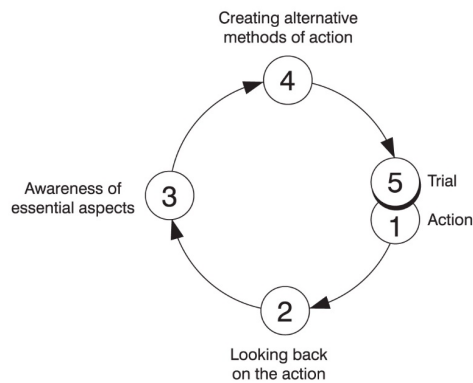 Creating alternative
methods of action
4
5
Trial
1
Action
3
Awareness of
essential aspects
2
Looking back
on the action